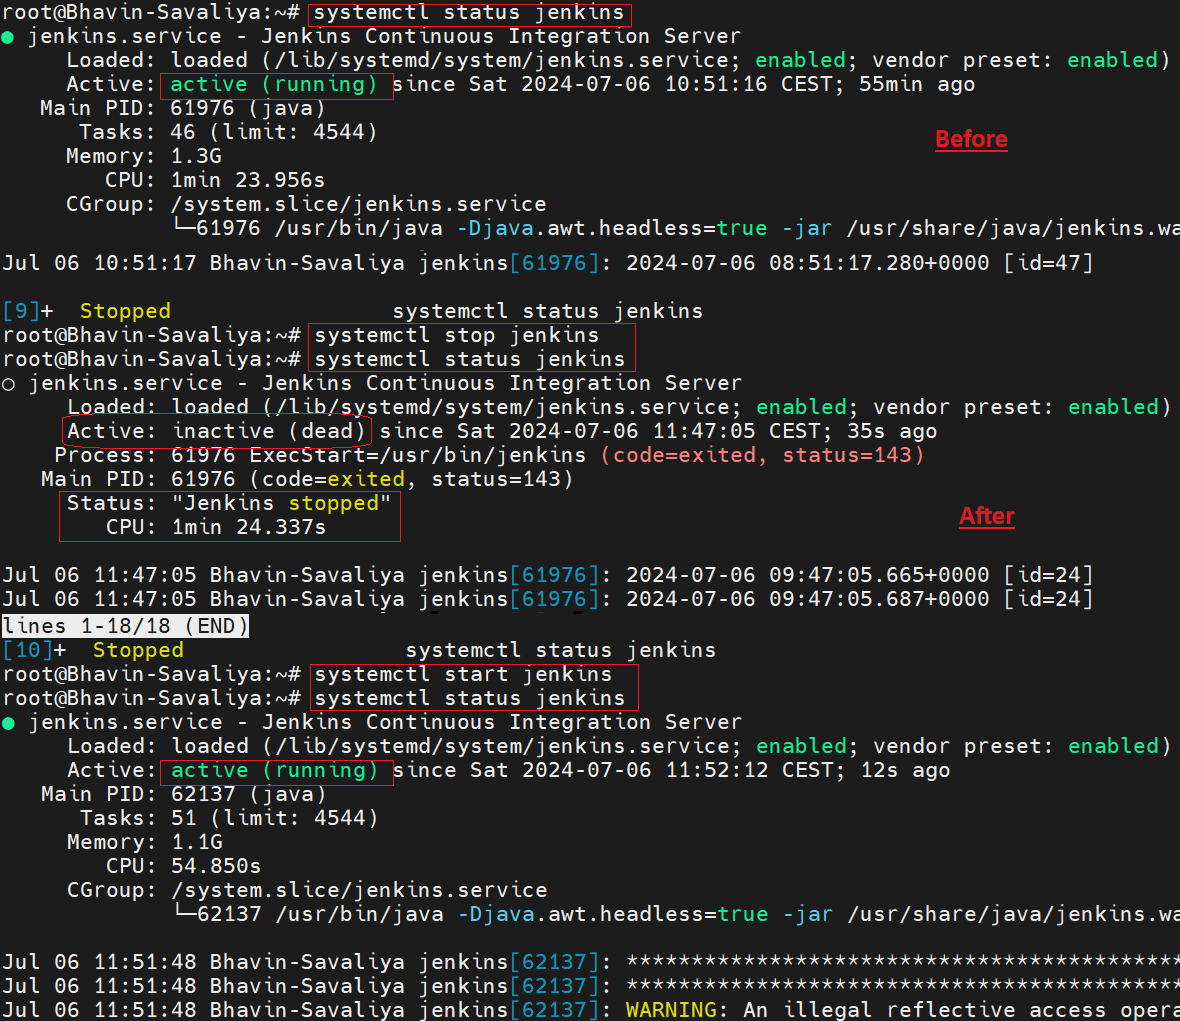 root@Bhavin-Savaliya:~# systemctl status jenkins
● jenkins.service - Jenkins Continuous Integration Server
Loaded: loaded (/lib/systemd/system/jenkins.service; enabled; vendor preset: enabled)
Active: active (running) since Sat 2024-07-06 10:51:16 CEST; 55min ago
Main PID: 61976 (java)
Tasks: 46 (limit: 4544)
Before
Memory: 1.3G
CPU: 1min 23.956s
CGroup: /system.slice/jenkins.service
└─61976 /usr/bin/java -Djava.awt.headless=true -jar /usr/share/java/jenkins.wa
Jul 06 10:51:17 Bhavin-Savaliya jenkins[61976]: 2024-07-06 08:51:17.280+0000 [id=47]
[9]+  Stopped                 systemctl status jenkins
root@Bhavin-Savaliya:~# systemctl stop jenkins
root@Bhavin-Savaliya:~# systemctl status jenkins
○ jenkins.service - Jenkins Continuous Integration Server
Loaded: loaded (/lib/systemd/system/jenkins.service; enabled; vendor preset: enabled)
Active: inactive (dead) since Sat 2024-07-06 11:47:05 CEST; 35s ago
Process: 61976 ExecStart=/usr/bin/jenkins (code=exited, status=143)
Main PID: 61976 (code=exited, status=143)
Status: "Jenkins stopped"
CPU: 1min 24.337s
After
Jul 06 11:47:05 Bhavin-Savaliya jenkins[61976]: 2024-07-06 09:47:05.665+0000 [id=24]
Jul 06 11:47:05 Bhavin-Savaliya jenkins[61976]: 2024-07-06 09:47:05.687+0000 [id=24]
lines 1-18/18 (END)
[10]+  Stopped                 systemctl status jenkins
root@Bhavin-Savaliya:~# systemctl start jenkins
root@Bhavin-Savaliya:~# systemctl status jenkins
● jenkins.service - Jenkins Continuous Integration Server
Loaded: loaded (/lib/systemd/system/jenkins.service; enabled; vendor preset: enabled)
Active: active (running) since Sat 2024-07-06 11:52:12 CEST; 12s ago
Main PID: 62137 (java)
Tasks: 51 (limit: 4544)
Memory: 1.1G
CPU: 54.850s
CGroup: /system.slice/jenkins.service
└─62137 /usr/bin/java -Djava.awt.headless=true -jar /usr/share/java/jenkins.wa
Jul 06 11:51:48 Bhavin-Savaliya jenkins[62137]: *******************************************
Jul 06 11:51:48 Bhavin-Savaliya jenkins[62137]: *******************************************
Jul 06 11:51:48 Bhavin-Savaliya jenkins[62137]: WARNING: An illegal reflective access opera